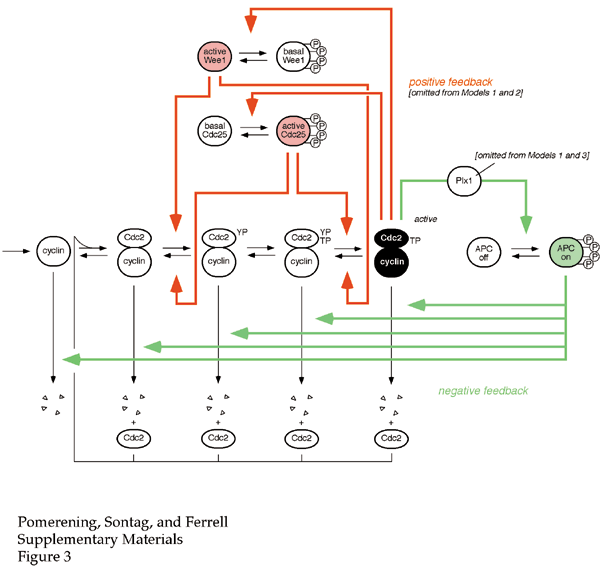 active
Wee1
basal
Wee1
P
P
P
P
positive feedback
[omitted from Models 1 and 2]
basal
Cdc25
active
Cdc25
P
P
P
P
[omitted from Models 1 and 3]
Plx1
active
cyclin
Cdc2
cyclin
Cdc2
YP
cyclin
Cdc2
YP
TP
cyclin
Cdc2
TP
cyclin
APC
off
APC
on
P
P
P
P
negative feedback
+
Cdc2
+
Cdc2
+
Cdc2
+
Cdc2
Pomerening, Sontag, and Ferrell
Supplementary Materials
Figure 3